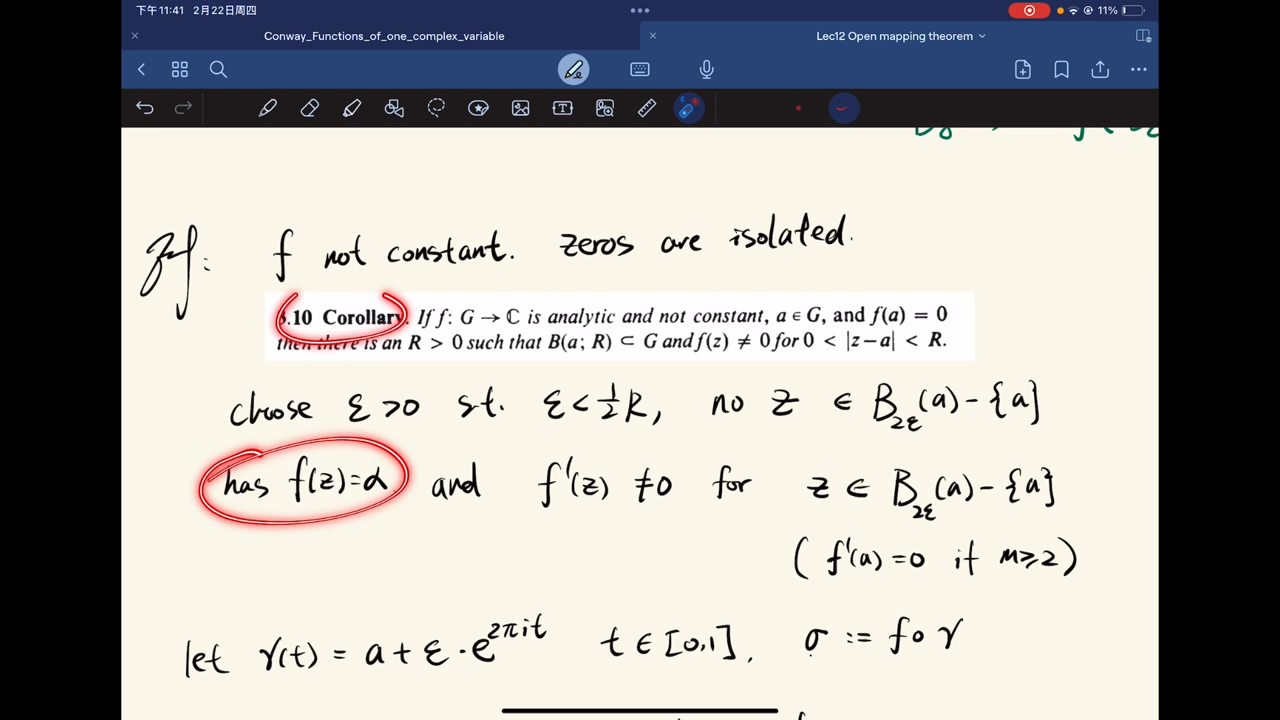 下午11:41 2月22日周四
11%
Conway_Functions_of_one_complex_variable
Lec12 Open mapping theorem
f not constant. zeros are isolated.
.10 Corollary. If f: G → ℂ is analytic and not constant, a ∈ G, and f(a) = 0
then there is an R > 0 such that B(a; R) ⊂ G and f(z) ≠ 0 for 0 < |z−a| < R.
choose ε>0 st. ε<½R, no z ∈ B₂ε(a)-{a}
has f(z)=α and f'(z) ≠0 for z ∈ B₂ε(a)-{a}
(f'(a)=0 if m⩾2)
let γ(t) = a+ε·e^{2πit} t∈[0,1]. σ := f∘γ